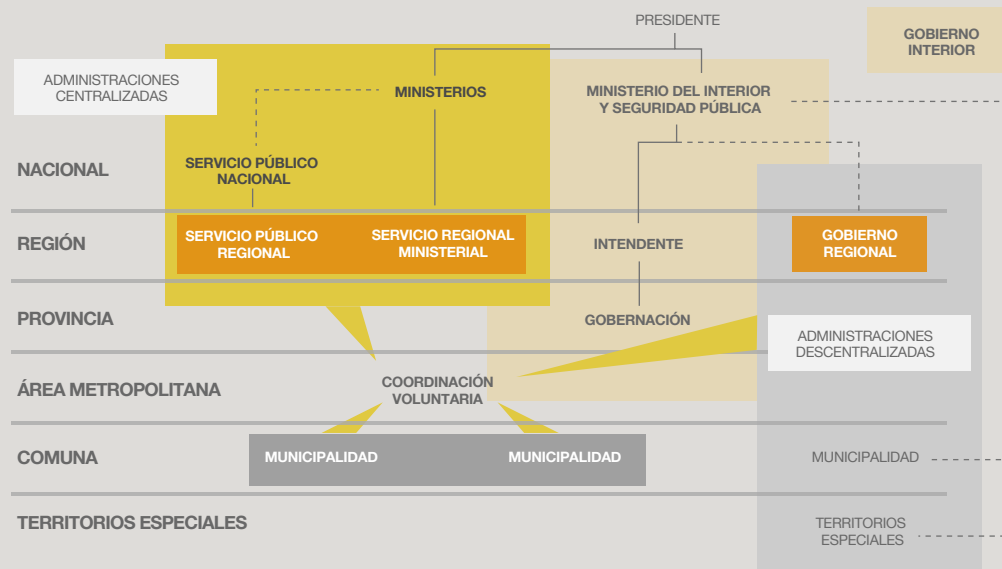 PRESIDENTE
GOBIERNO
INTERIOR
ADMINISTRACIONES
CENTRALIZADAS
MINISTERIOS
MINISTERIO DEL INTERIOR
Y SEGURIDAD PÚBLICA
NACIONAL
SERVICIO PÚBLICO
NACIONAL
REGIÓN
SERVICIO PÚBLICO
REGIONAL
SERVICIO REGIONAL
MINISTERIAL
INTENDENTE
GOBIERNO
REGIONAL
PROVINCIA
GOBERNACIÓN
ADMINISTRACIONES
DESCENTRALIZADAS
ÁREA METROPOLITANA
COORDINACIÓN
VOLUNTARIA
COMUNA
MUNICIPALIDAD
MUNICIPALIDAD
MUNICIPALIDAD
TERRITORIOS ESPECIALES
TERRITORIOS
ESPECIALES